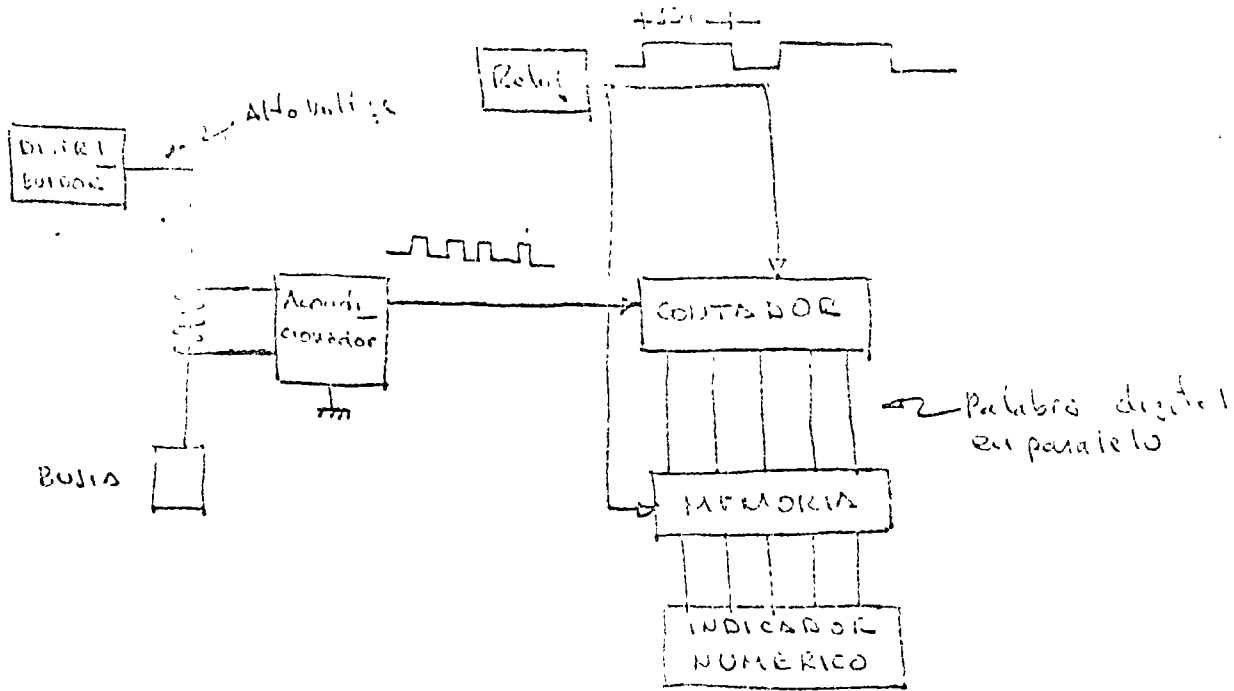 Reloj
Alto voltaje
DISTRI
BUIDOR
Acondi
cionador
CONTADOR
Palabra digital
en paralelo
BUJIA
MEMORIA
INDICADOR
NUMERICO